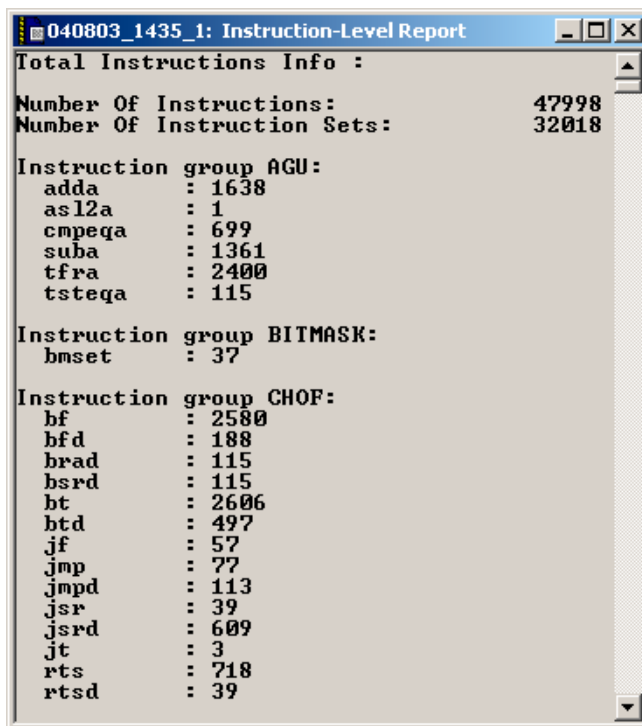 040803_1435_1: Instruction-Level Report
Total Instructions Info :
Number Of Instructions: 47998
Number Of Instruction Sets: 32018
Instruction group AGU:
adda : 1638
asl2a : 1
cmpeqa : 699
suba : 1361
tfra : 2400
tsteqa : 115
Instruction group BITMASK:
bmset : 37
Instruction group CHOF:
bf : 2580
bfd : 188
brad : 115
bsrd : 115
bt : 2606
btd : 497
jf : 57
jmp : 77
jmpd : 113
jsr : 39
jsrd : 609
jt : 3
rts : 718
rtsd : 39